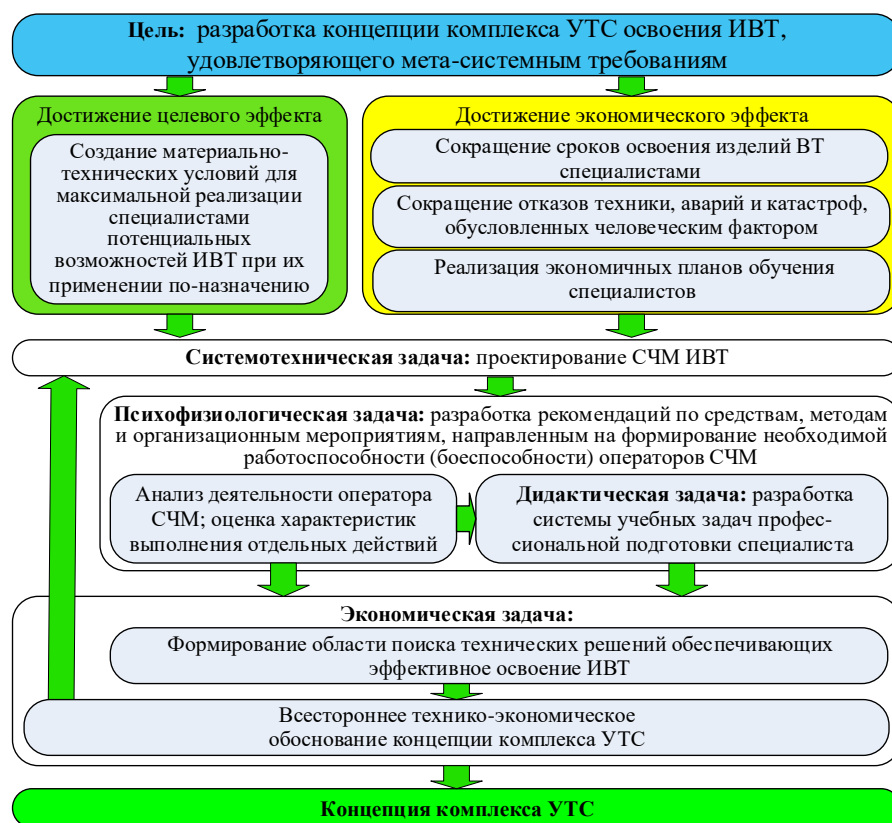 Цель: разработка концепции комплекса УТС освоения ИВТ,
удовлетворяющего мета-системным требованиям
Достижение целевого эффекта
Создание материально-
технических условий для
максимальной реализации
специалистами
потенциальных
возможностей ИВТ при их
применении по-назначению
Достижение экономического эффекта
Сокращение сроков освоения изделий ВТ
специалистами
Сокращение отказов техники, аварий и катастроф,
обусловленных человеческим фактором
Реализация экономичных планов обучения
специалистов
Системотехническая задача: проектирование СЧМ ИВТ
Психофизиологическая задача: разработка рекомендаций по средствам, методам
и организационным мероприятиям, направленным на формирование необходимой
работоспособности (боеспособности) операторов СЧМ
Анализ деятельности оператора
СЧМ; оценка характеристик
выполнения отдельных действий
Дидактическая задача: разработка
системы учебных задач профес-
сиональной подготовки специалиста
Экономическая задача:
Формирование области поиска технических решений обеспечивающих
эффективное освоение ИВТ
Всестороннее технико-экономическое
обоснование концепции комплекса УТС
Концепция комплекса УТС